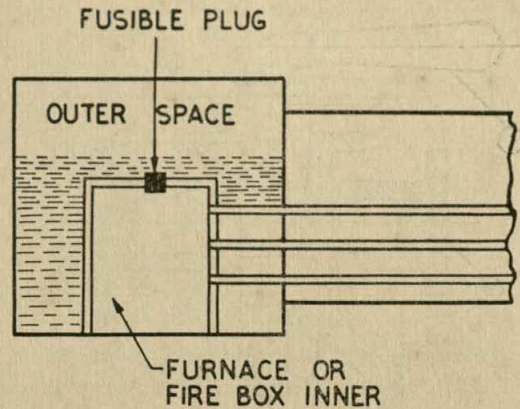 FUSIBLE PLUG
OUTER SPACE
FURNACE OR
FIRE BOX INNER